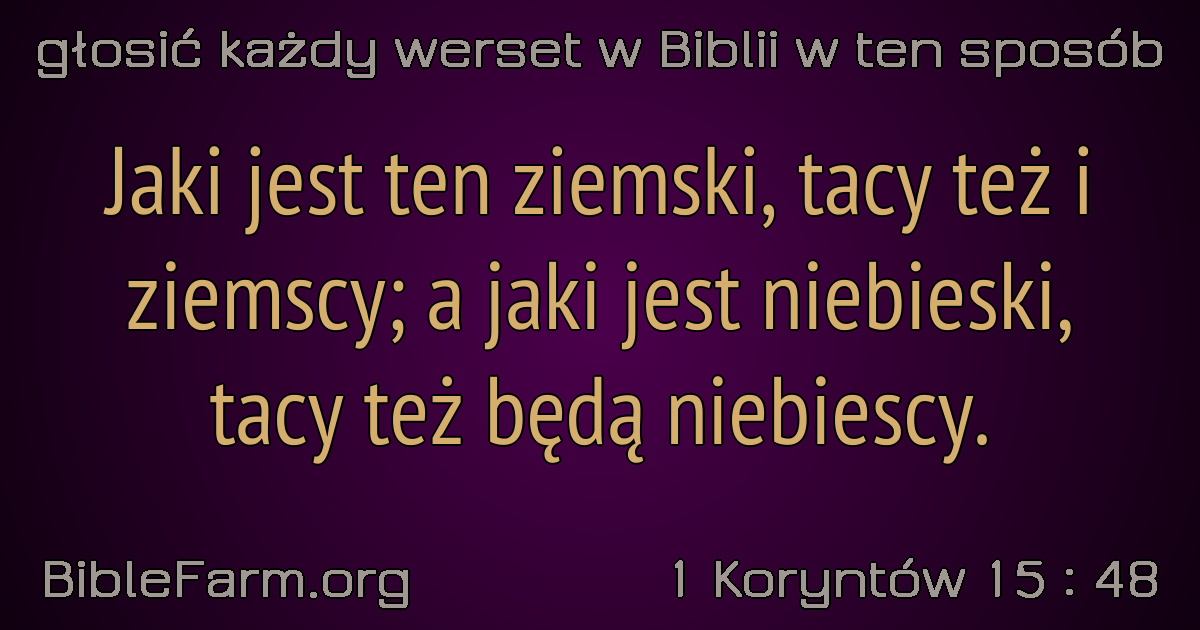 głosić każdy werset w Biblii w ten sposób
Jaki jest ten ziemski, tacy też i
ziemscy; a jaki jest niebieski,
tacy też będą niebiescy.
BibleFarm.org
1 Koryntów 15 : 48